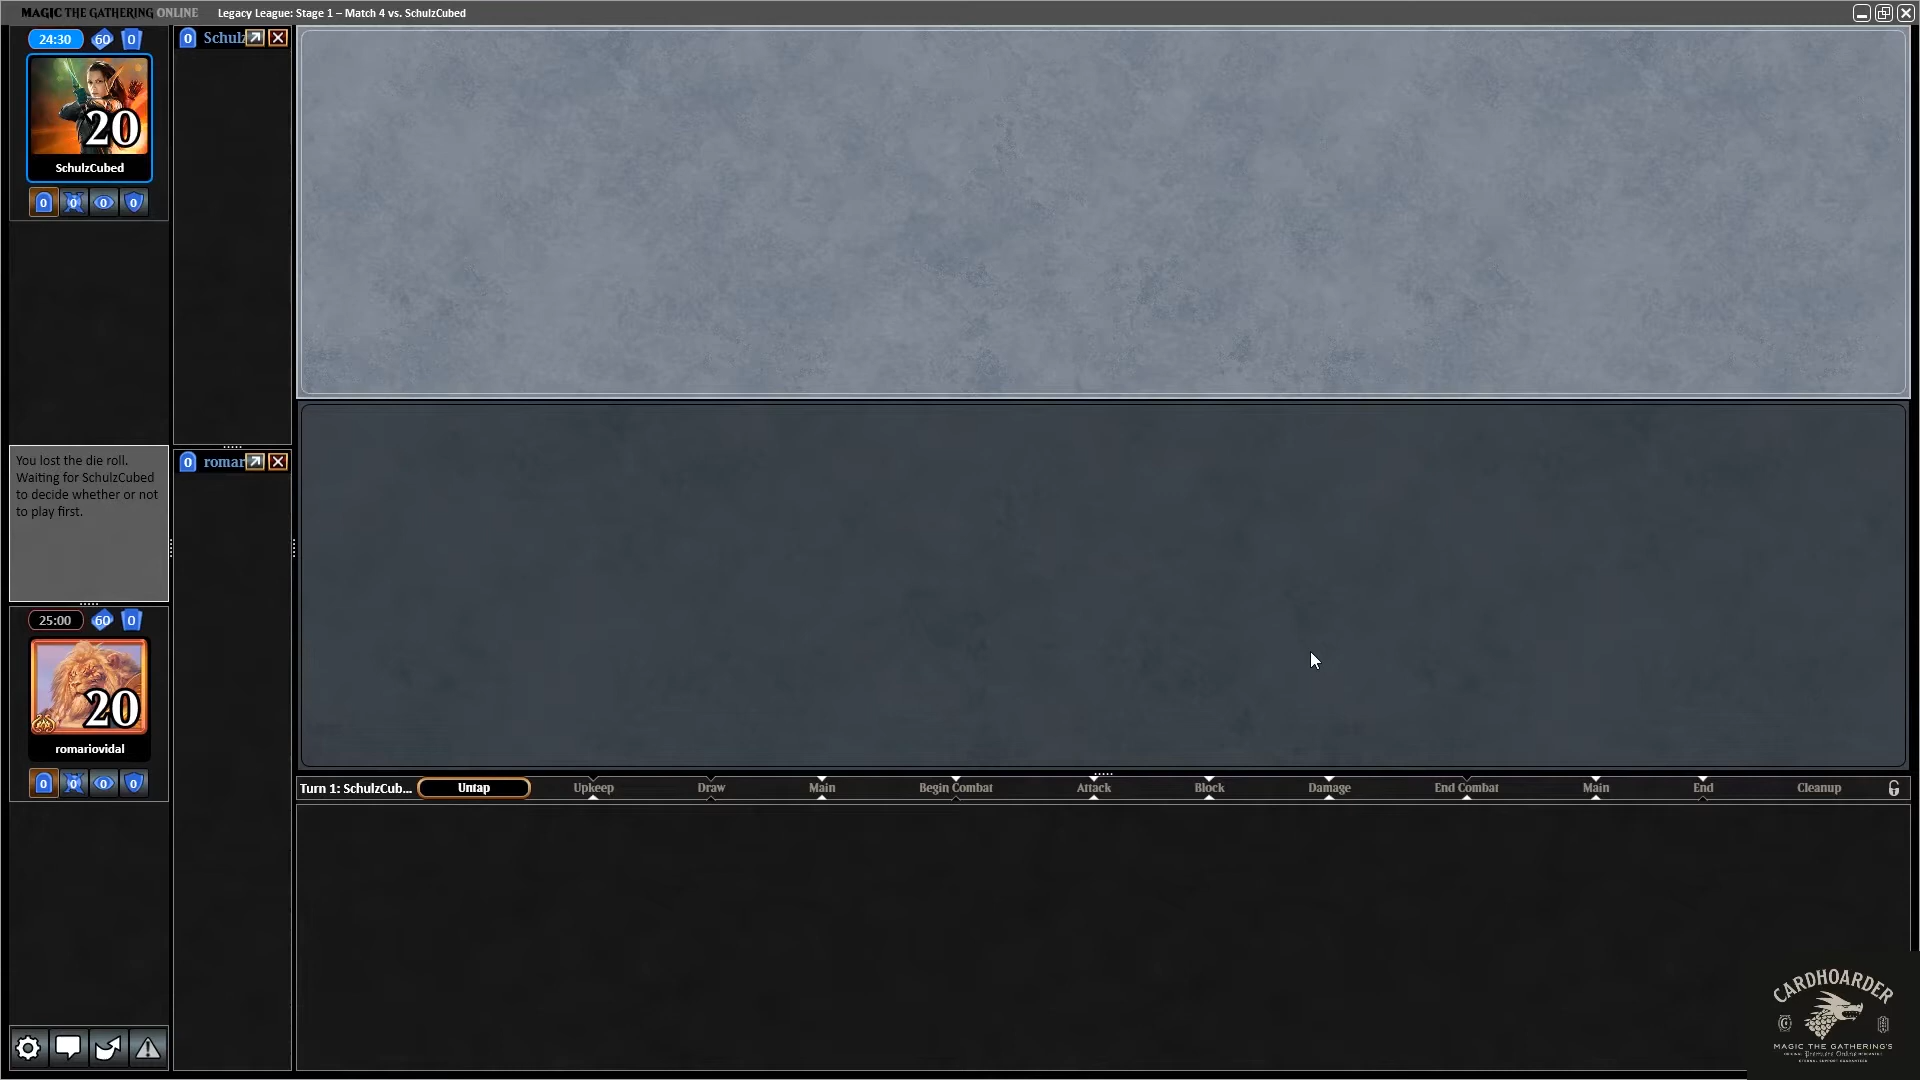 MAGIC THE GATHERING ONLINE
Legacy League: Stage 1 – Match 4 vs. SchulzCubed
24:30 60 0
20
SchulzCubed
0 0 0 0
0 Schulz
You lost the die roll.
Waiting for SchulzCubed
to decide whether or not
to play first.
0 romar
25:00 60 0
20
romariovidal
0 0 0 0
Turn 1: SchulzCub... Untap Upkeep Draw Main Begin Combat Attack Block Damage End Combat Main End Cleanup
CARDHOARDER
MAGIC THE GATHERING'S